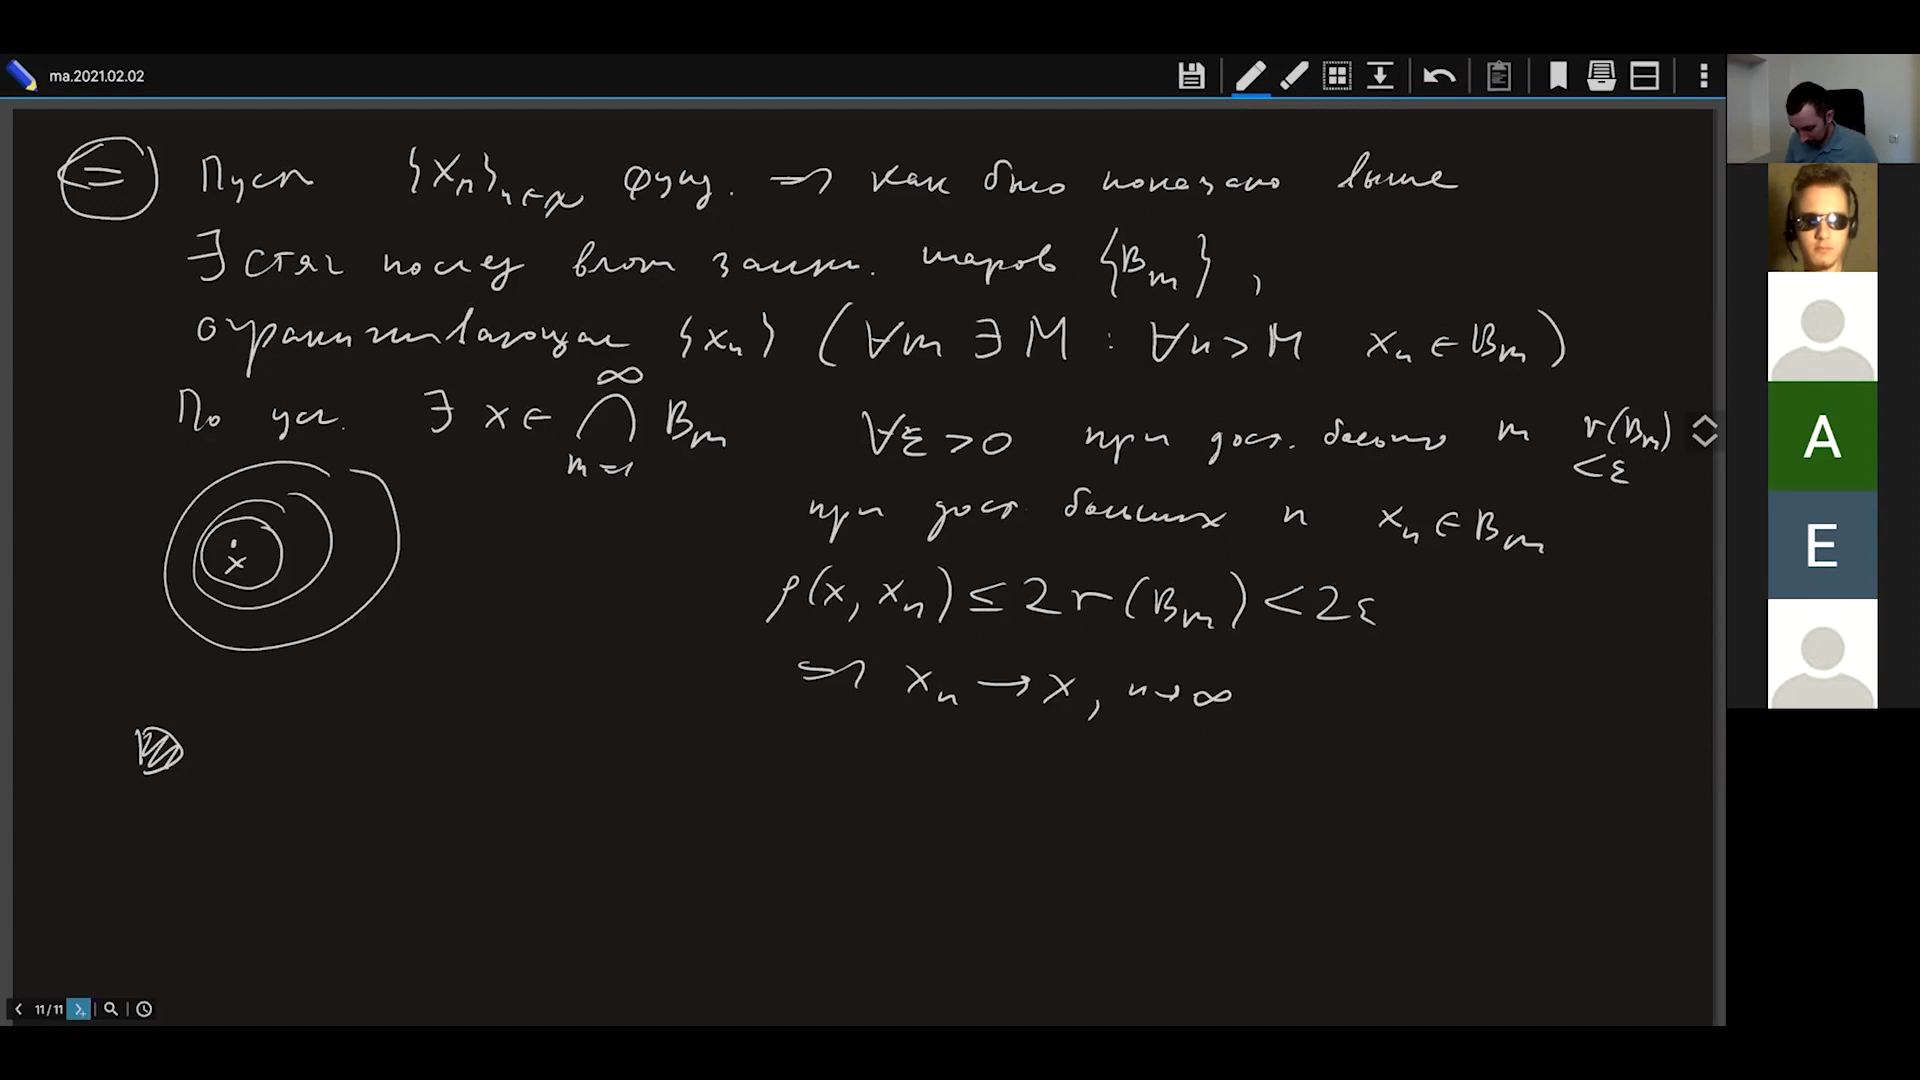 ma.2021.02.02
⇐ Пусть {xₙ}ₙ∈ℕ фунд. ⇒ как было показано выше
∃ стяг послед влож замкн. шаров {Bₘ},
ограничивающая {xₙ} (∀m ∃ M : ∀n > M xₙ ∈ Bₘ)
По усл. ∃ x ∈ ⋂ₘ₌₁^∞ Bₘ
∀ε > 0 при дост. большом m r(Bₘ) < ε
при дост. больших n xₙ ∈ Bₘ
ρ(x, xₙ) ≤ 2r(Bₘ) < 2ε
⇒ xₙ → x, n → ∞
x
A
E
11/11